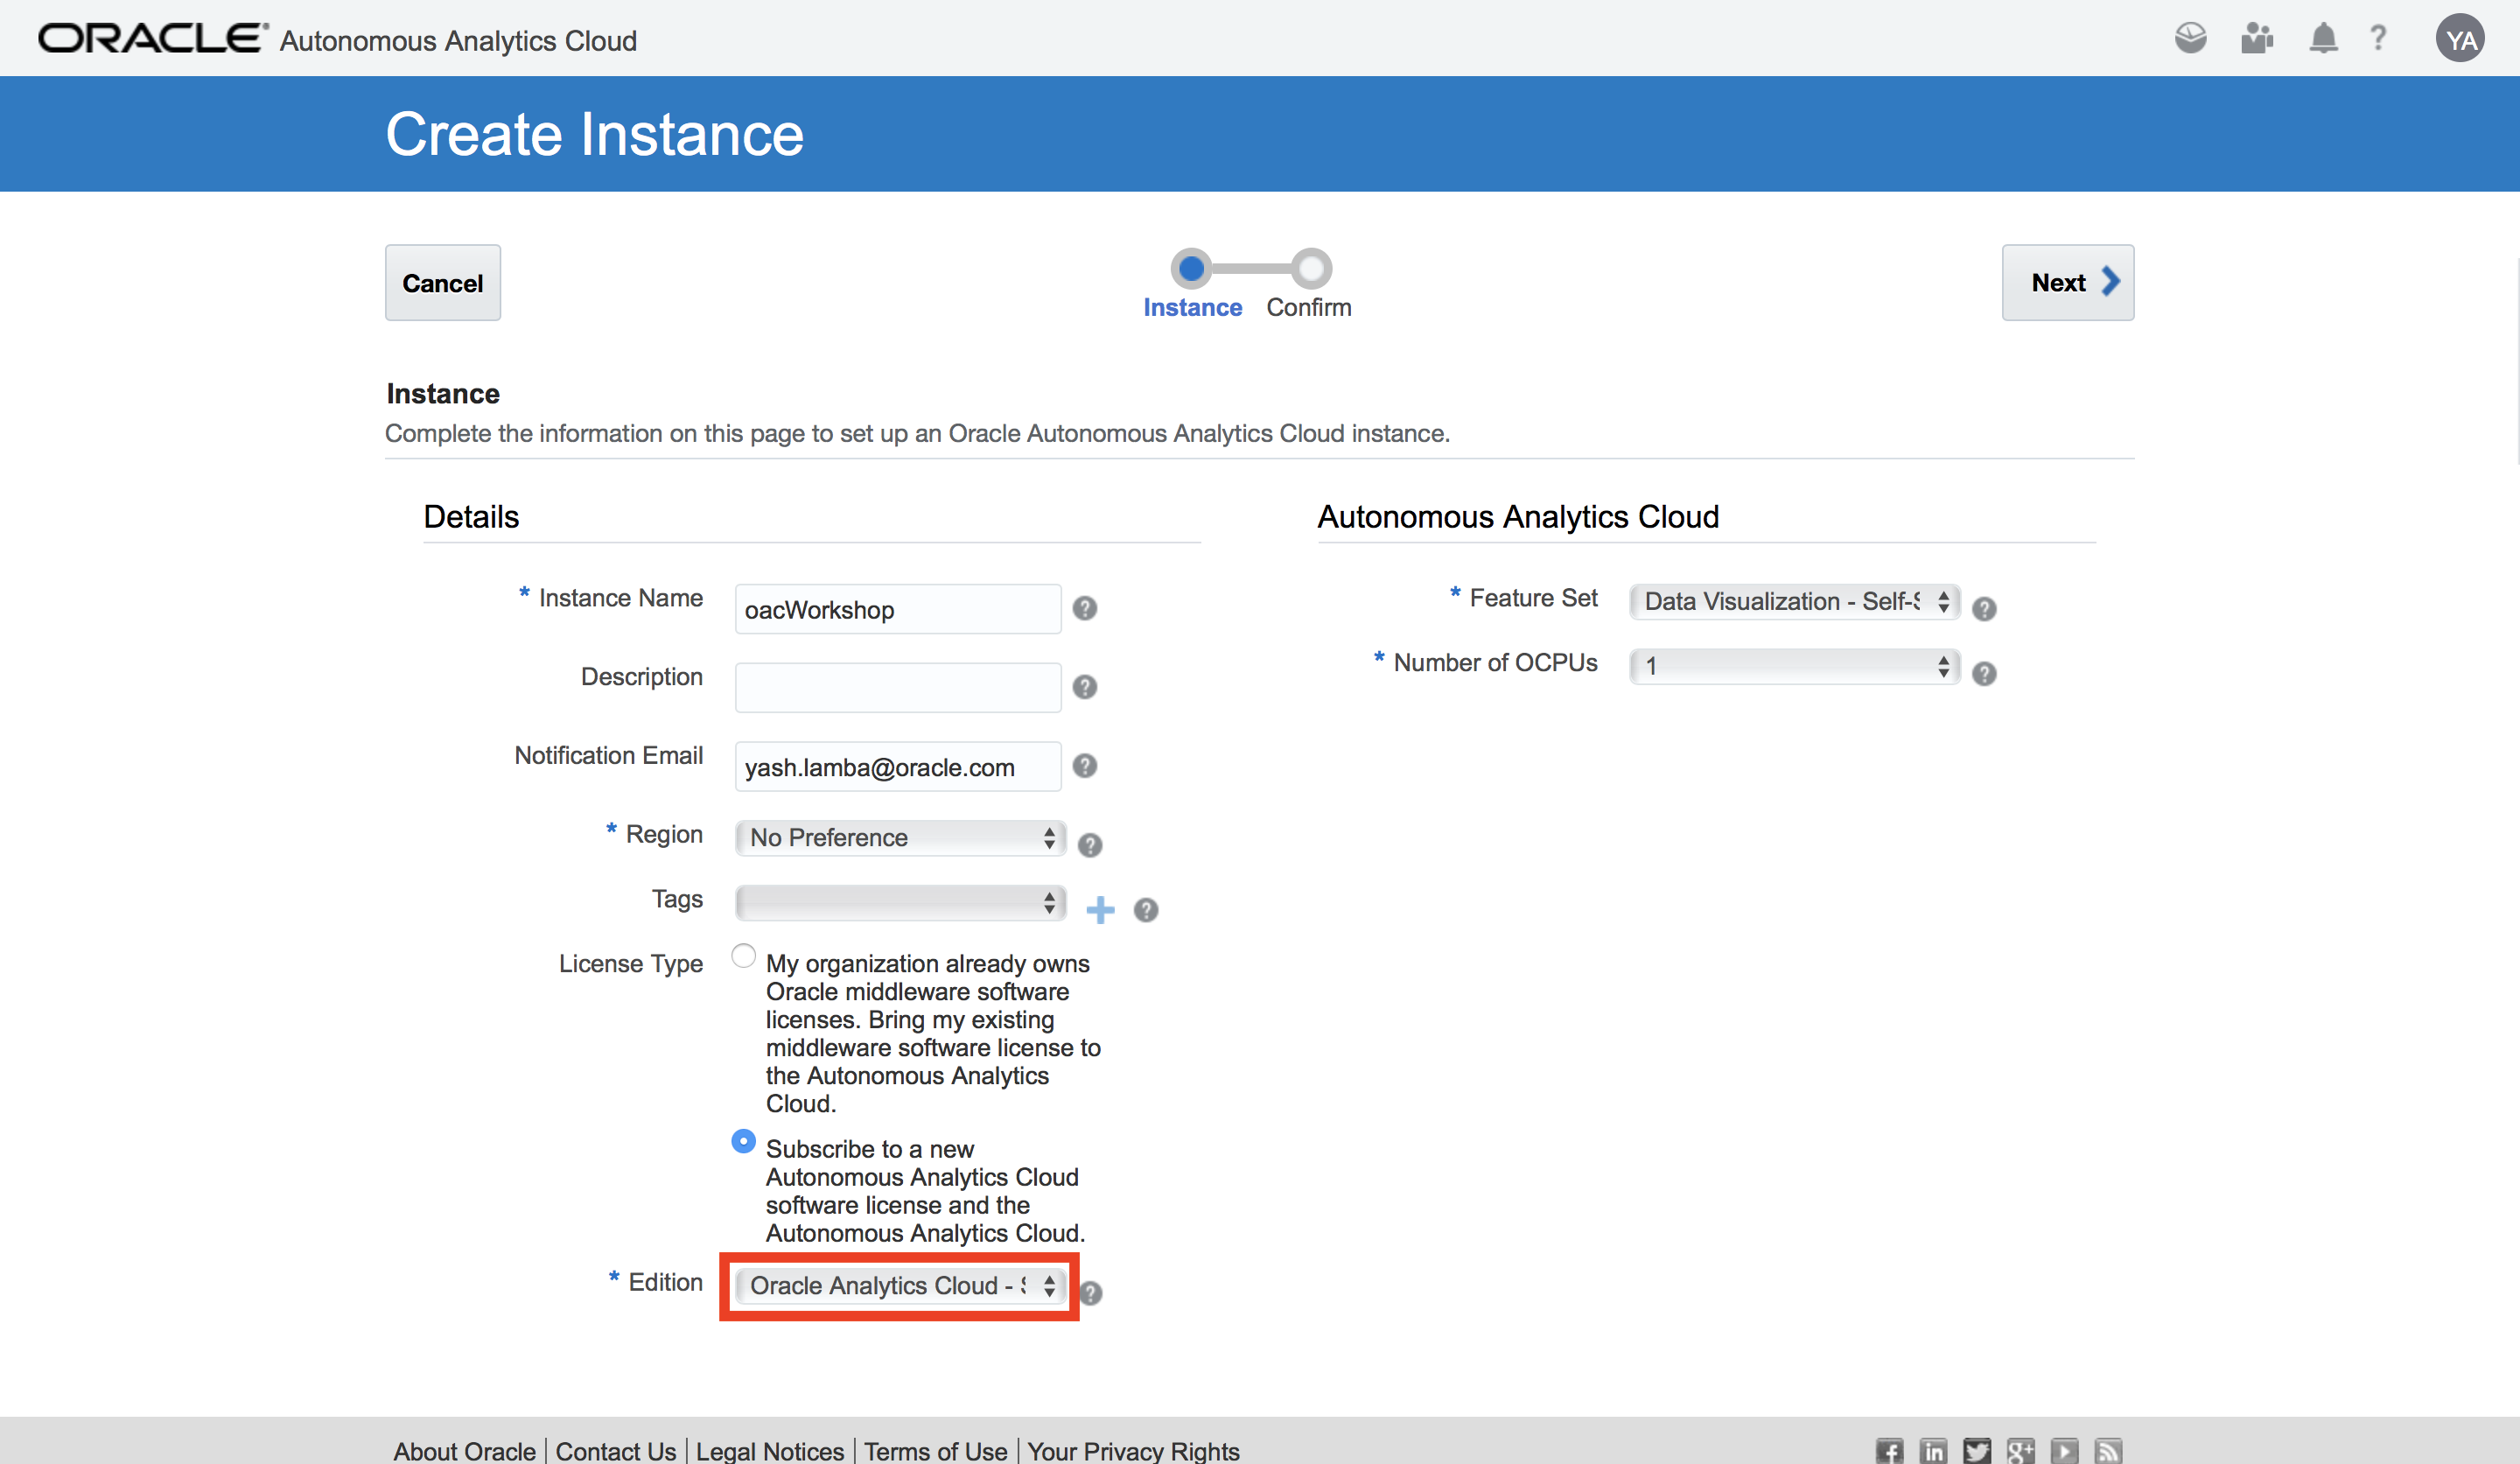 ORACLE® Autonomous Analytics Cloud
? YA
Create Instance
Cancel
Instance Confirm
Next
Instance
Complete the information on this page to set up an Oracle Autonomous Analytics Cloud instance.
Details
* Instance Name oacWorkshop ?
Description ?
Notification Email yash.lamba@oracle.com ?
* Region No Preference ?
Tags + ?
License Type
My organization already owns
Oracle middleware software
licenses. Bring my existing
middleware software license to
the Autonomous Analytics
Cloud.
Subscribe to a new
Autonomous Analytics Cloud
software license and the
Autonomous Analytics Cloud.
* Edition Oracle Analytics Cloud - S ?
Autonomous Analytics Cloud
* Feature Set Data Visualization - Self-S ?
* Number of OCPUs 1 ?
About Oracle | Contact Us | Legal Notices | Terms of Use | Your Privacy Rights
f in g+